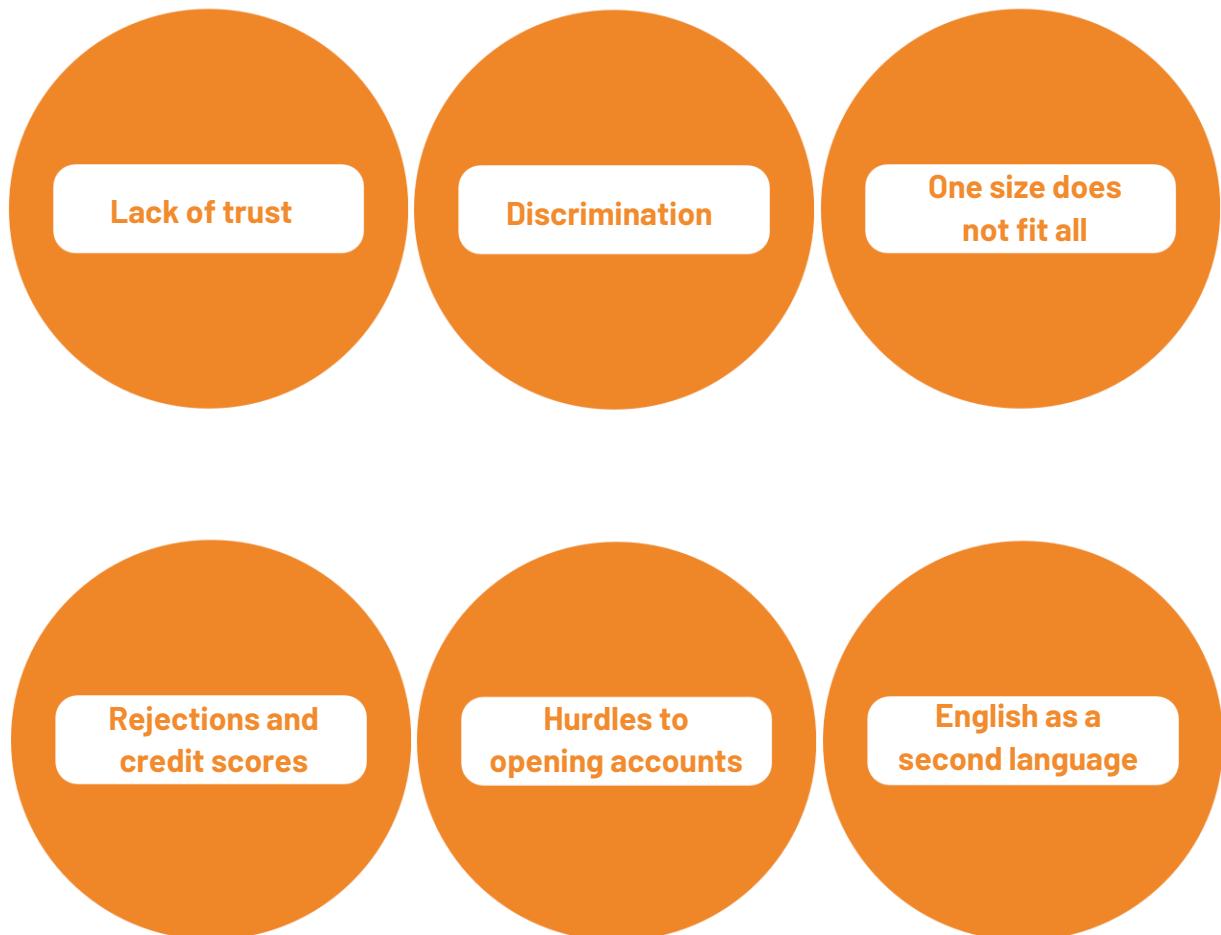 Lack of trust
Discrimination
One size does
not fit all
Rejections and
credit scores
Hurdles to
opening accounts
English as a
second language